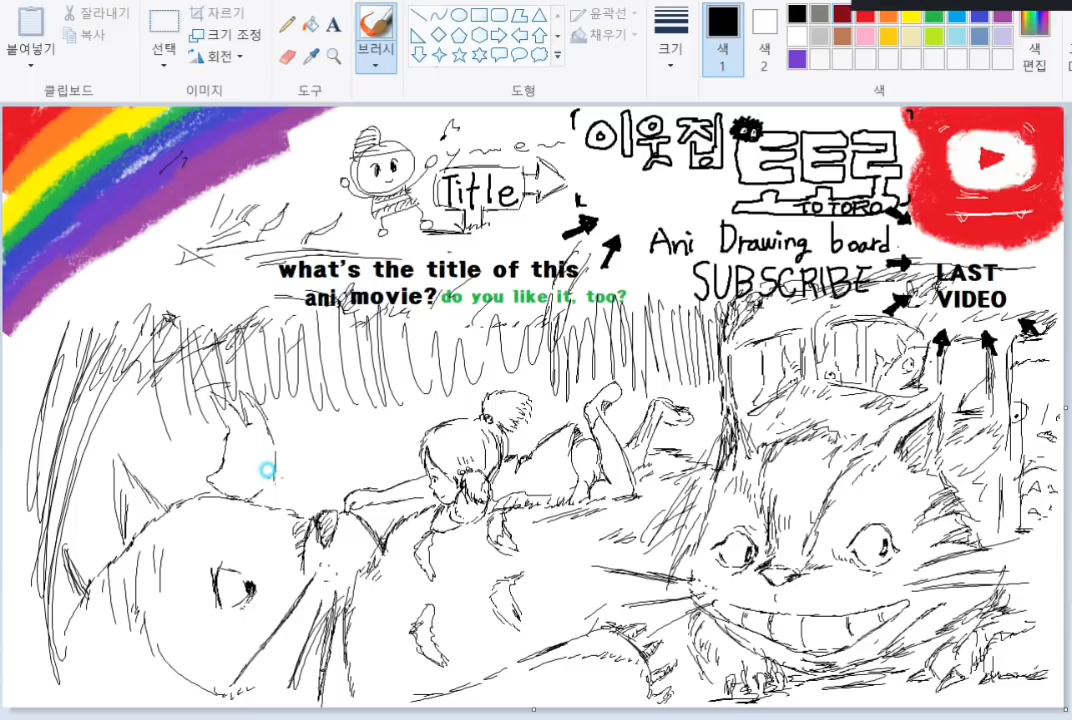 붙여넣기
잘라내기
복사
클립보드
선택
자르기
크기 조정
회전
이미지
A
도구
브러시
윤곽선
채우기
도형
크기
색 1
색 2
색
색 편집
「이웃집
토토로
TOTORO」
Title
Ani Drawing board
SUBSCRIBE
what's the title of this
ani, movie? do you like it, too?
LAST
VIDEO